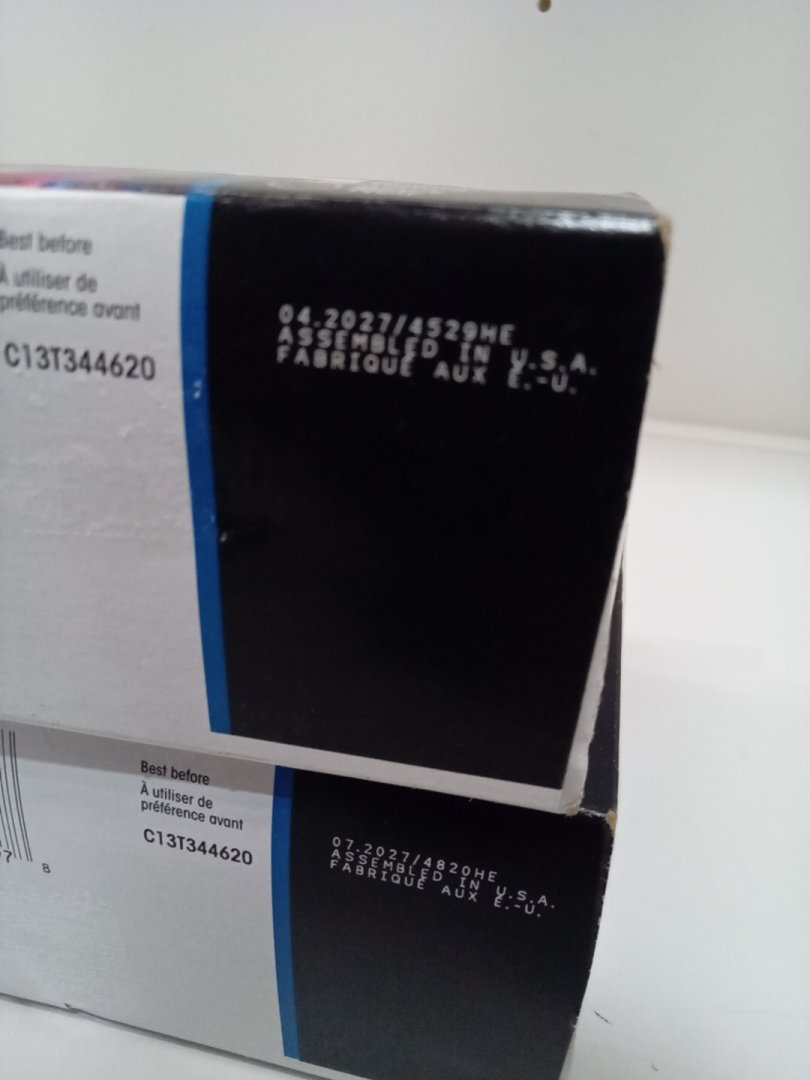 Best before
À utiliser de
préférence avant
C13T344620
04.2027/4529HE
ASSEMBLED IN U.S.A.
FABRIQUÉ AUX É.-U.
Best before
À utiliser de
préférence avant
C13T344620
8
07.2027/4820HE
ASSEMBLED IN U.S.A.
FABRIQUÉ AUX É.-U.